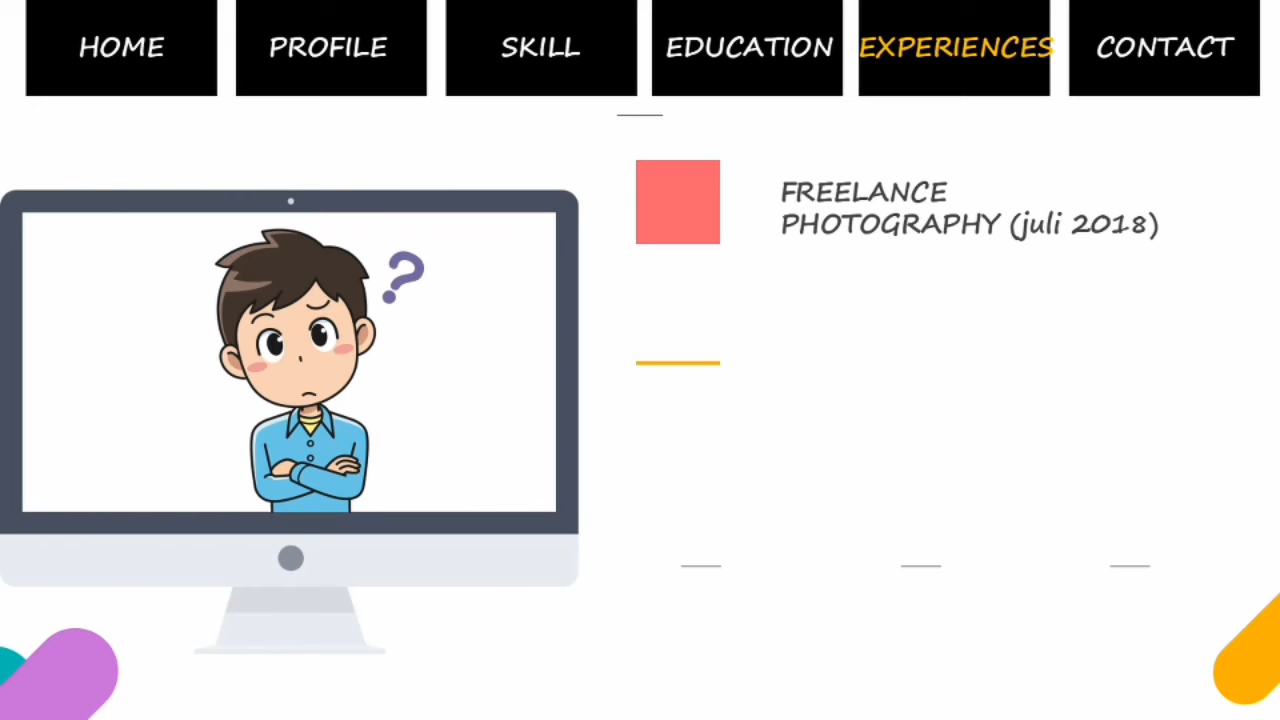 HOME
PROFILE
SKILL
EDUCATION
EXPERIENCES
CONTACT
?
FREELANCE
PHOTOGRAPHY (juli 2018)